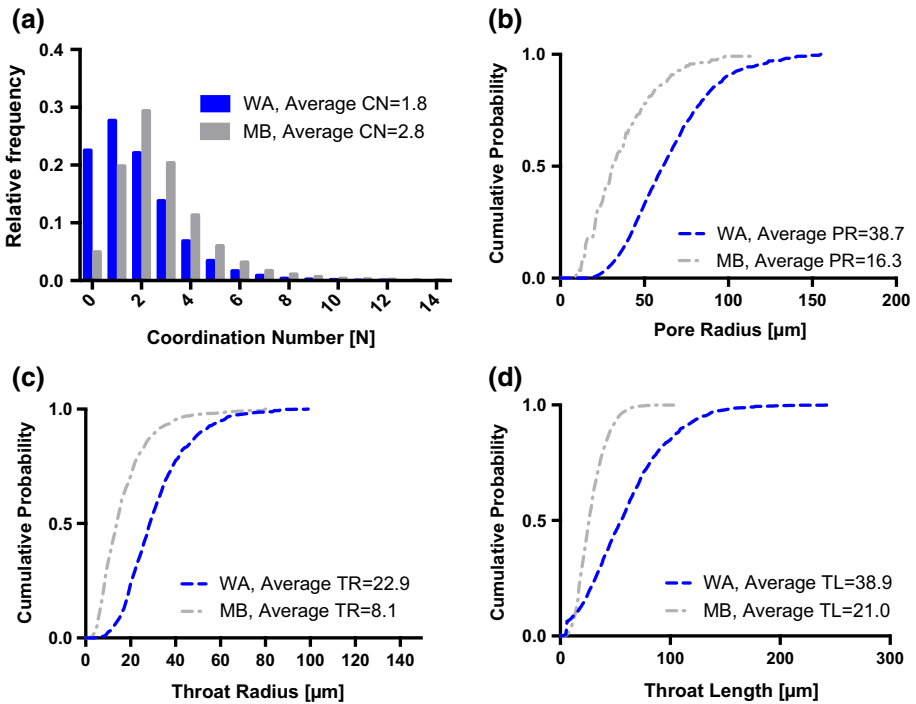 (a)
0.4
0.3
0.2
0.1
0.0
Relative frequency
WA, Average CN=1.8
MB, Average CN=2.8
0 2 4 6 8 10 12 14
Coordination Number [N]
(b)
1.0
0.5
0.0
Cumulative Probability
WA, Average PR=38.7
MB, Average PR=16.3
0 50 100 150 200
Pore Radius [µm]
(c)
1.0
0.5
0.0
Cumulative Probability
WA, Average TR=22.9
MB, Average TR=8.1
0 20 40 60 80 100 120 140
Throat Radius [µm]
(d)
1.0
0.5
0.0
Cumulative Probability
WA, Average TL=38.9
MB, Average TL=21.0
0 100 200 300
Throat Length [µm]